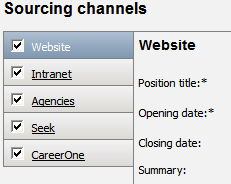 Sourcing channels
Website
Intranet
Agencies
Seek
CareerOne
Website
Position title:*
Opening date:*
Closing date:
Summary: